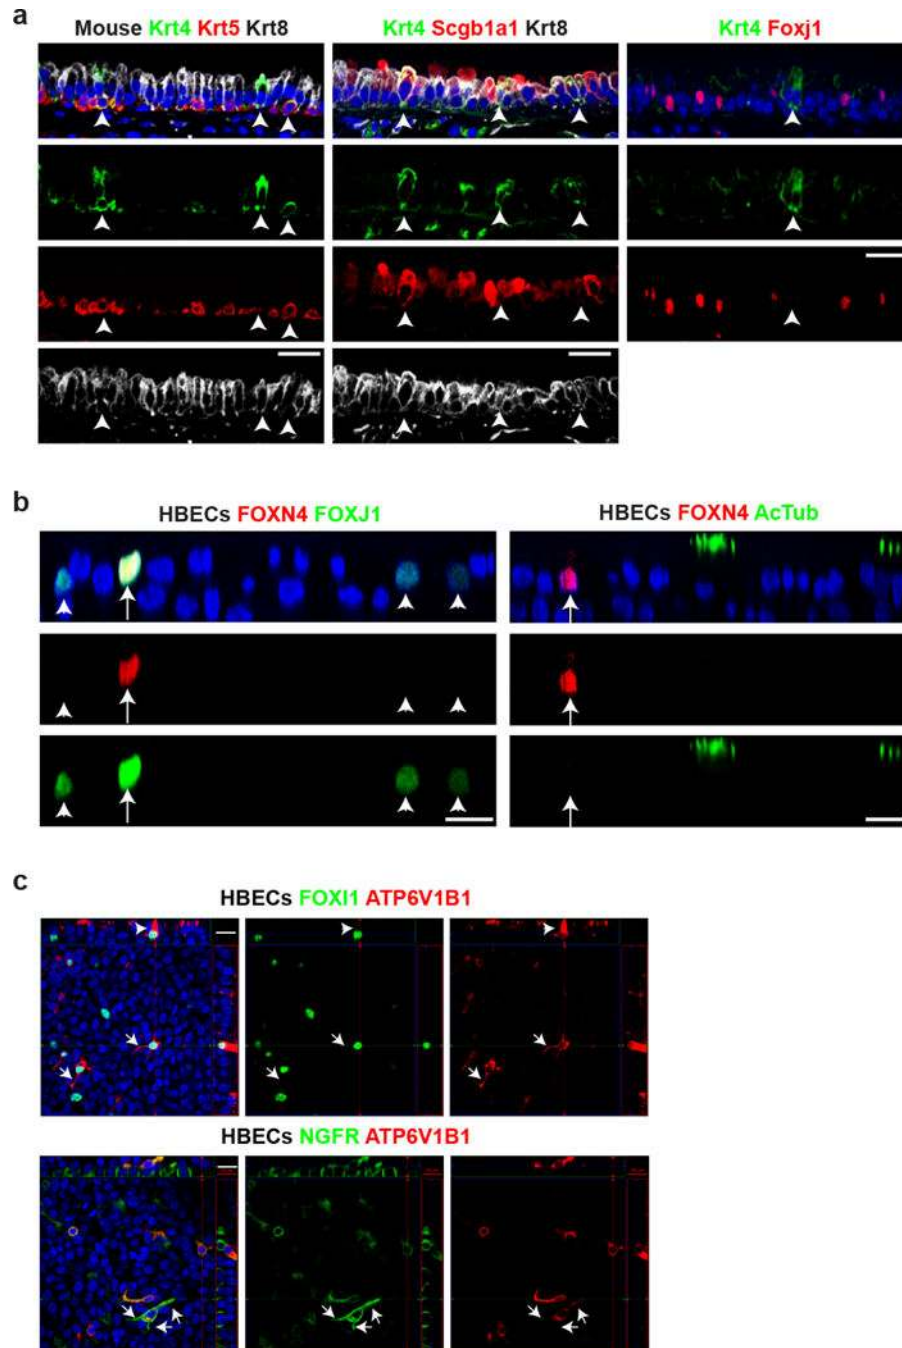 a
Mouse Krt4 Krt5 Krt8
Krt4 Scgb1a1 Krt8
Krt4 Foxj1
b
HBECs FOXN4 FOXJ1
HBECs FOXN4 AcTub
c
HBECs FOXI1 ATP6V1B1
HBECs NGFR ATP6V1B1